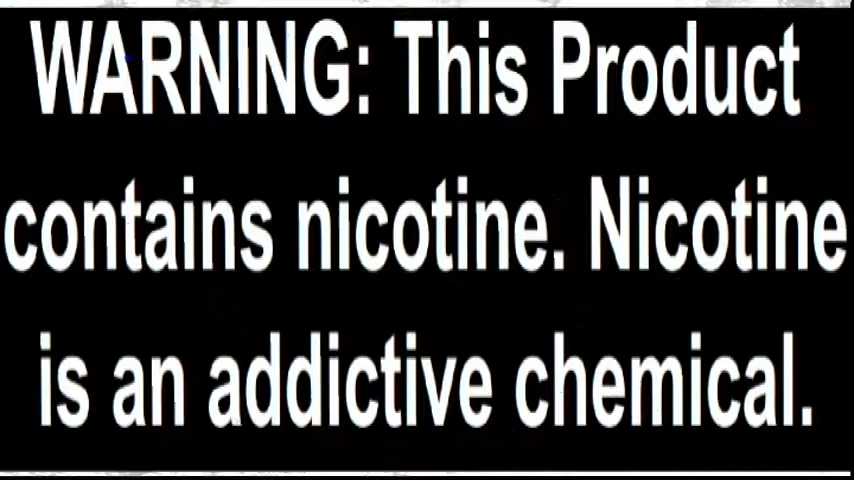 WARNING: This Product
contains nicotine. Nicotine
is an addictive chemical.